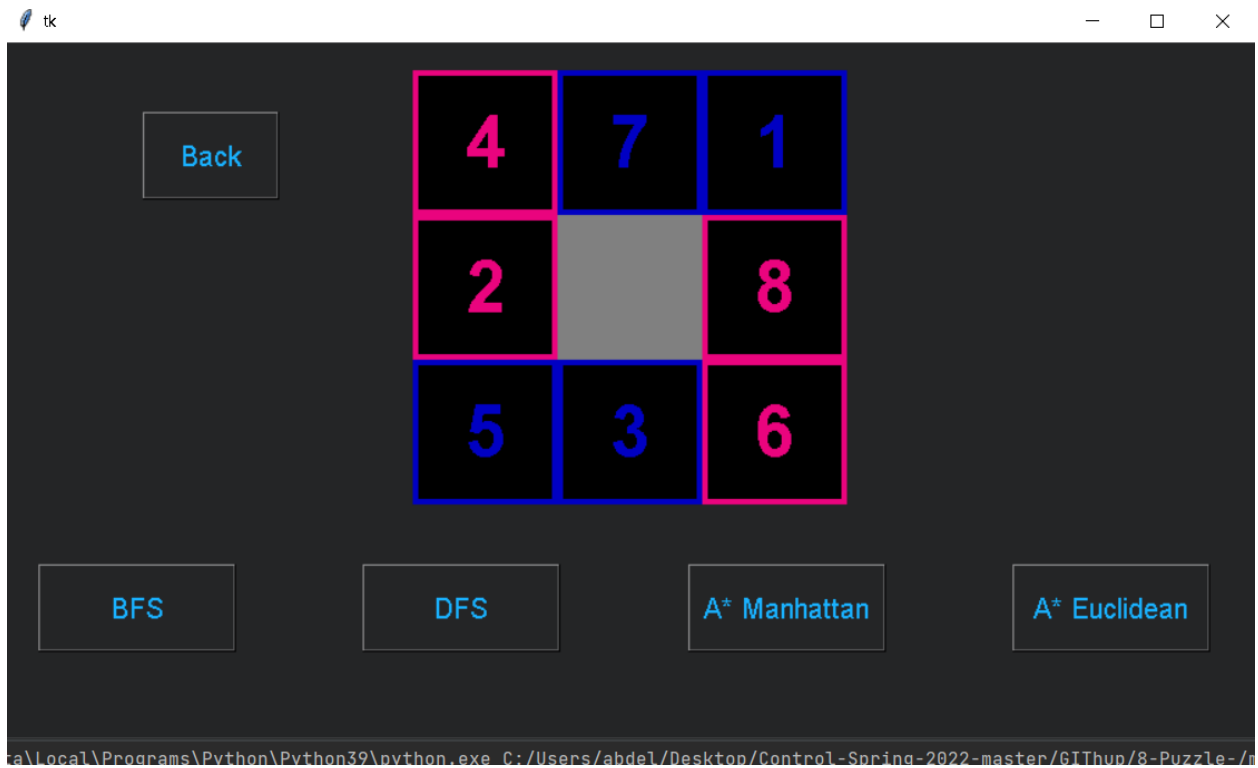 tk
4 7 1
Back
2 8
5 3 6
BFS DFS A* Manhattan A* Euclidean
ta\Local\Programs\Python\Python39\python.exe C:/Users/abdel/Desktop/Control-Spring-2022-master/GIThup/8-Puzzle-/